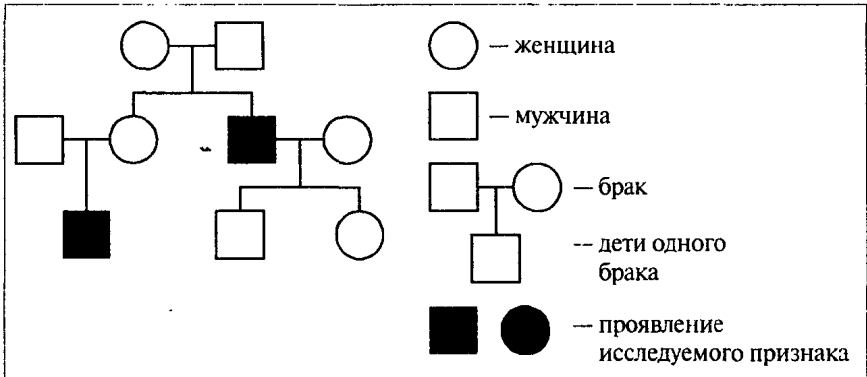 — женщина
— мужчина
— брак
-- дети одного
брака
— проявление
исследуемого признака